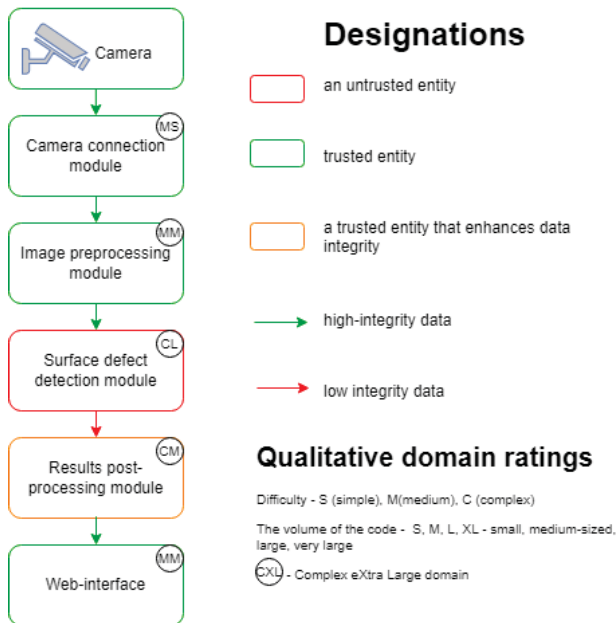 Camera
MS
Camera connection
module
MM
Image preprocessing
module
CL
Surface defect
detection module
CM
Results post-
processing module
MM
Web-interface
Designations
an untrusted entity
trusted entity
a trusted entity that enhances data
integrity
high-integrity data
low integrity data
Qualitative domain ratings
Difficulty - S (simple), M(medium), C (complex)
The volume of the code - S, M, L, XL - small, medium-sized,
large, very large
CXL - Complex eXtra Large domain